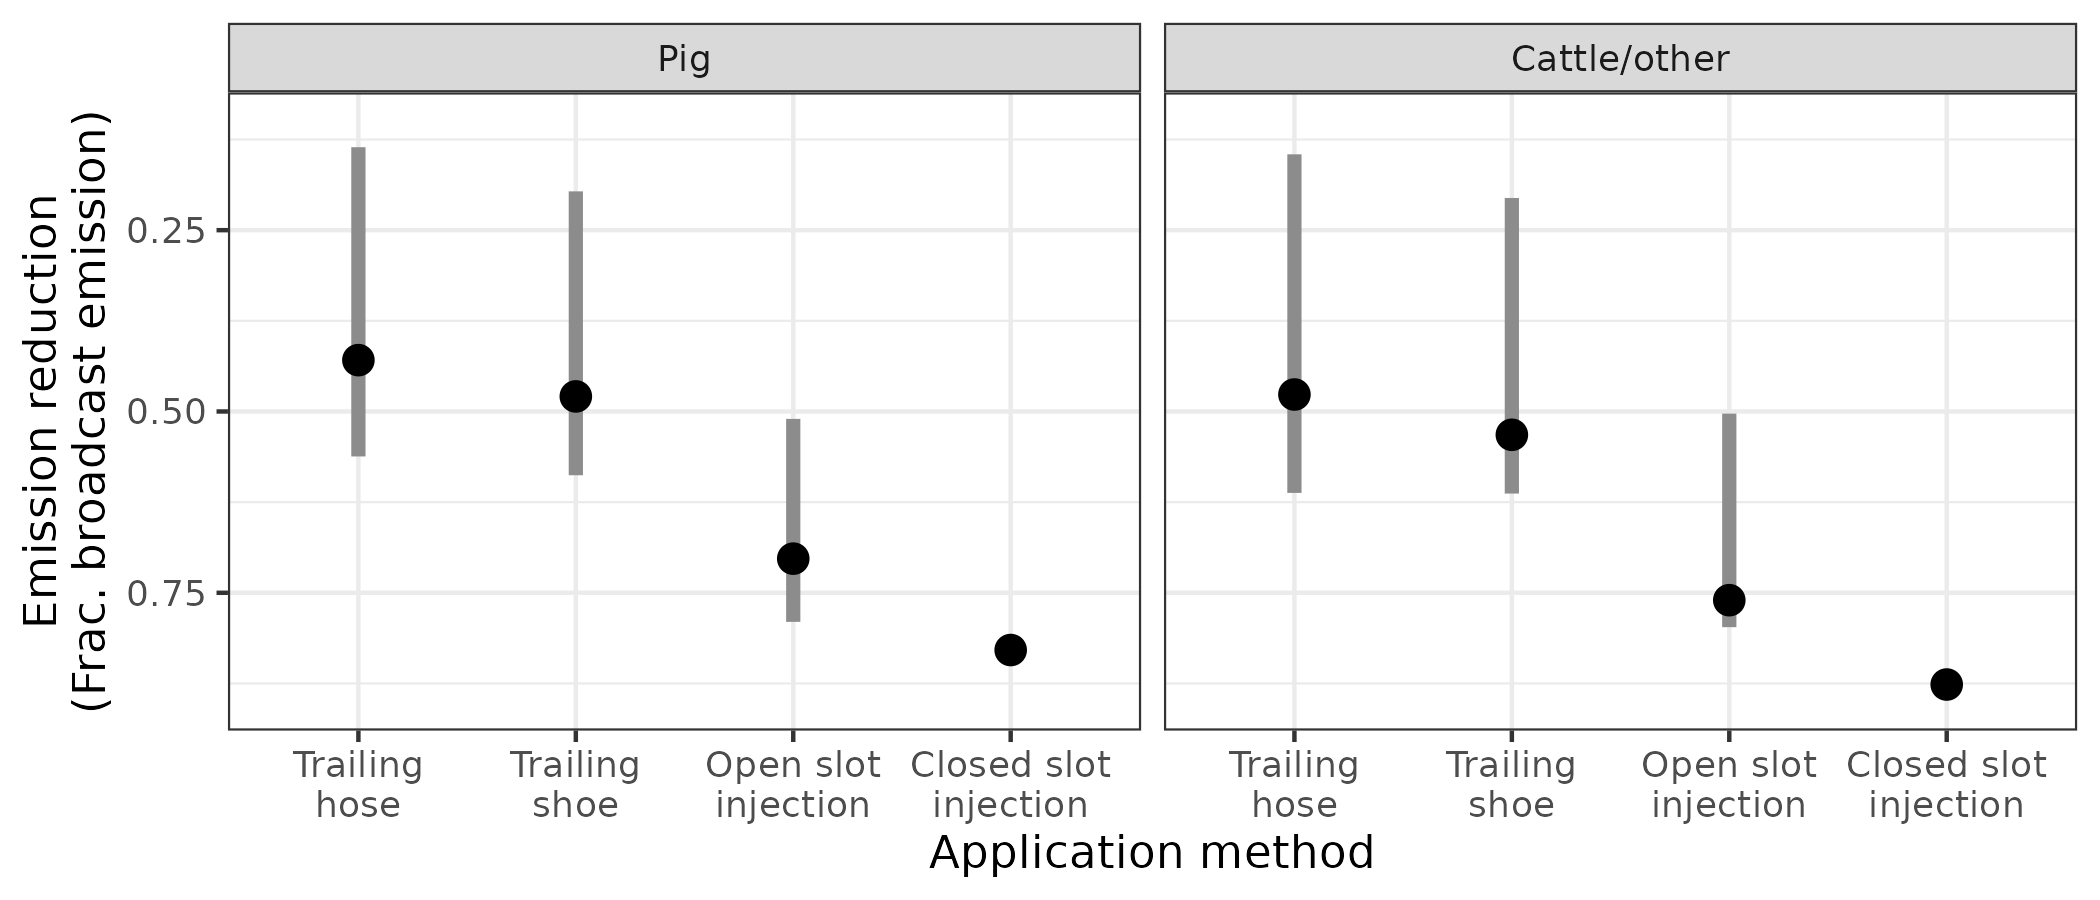 Pig
Cattle/other
Emission reduction
(Frac. broadcast emission)
0.25
0.50
0.75
Trailing
hose
Trailing
shoe
Open slot
injection
Closed slot
injection
Trailing
hose
Trailing
shoe
Open slot
injection
Closed slot
injection
Application method